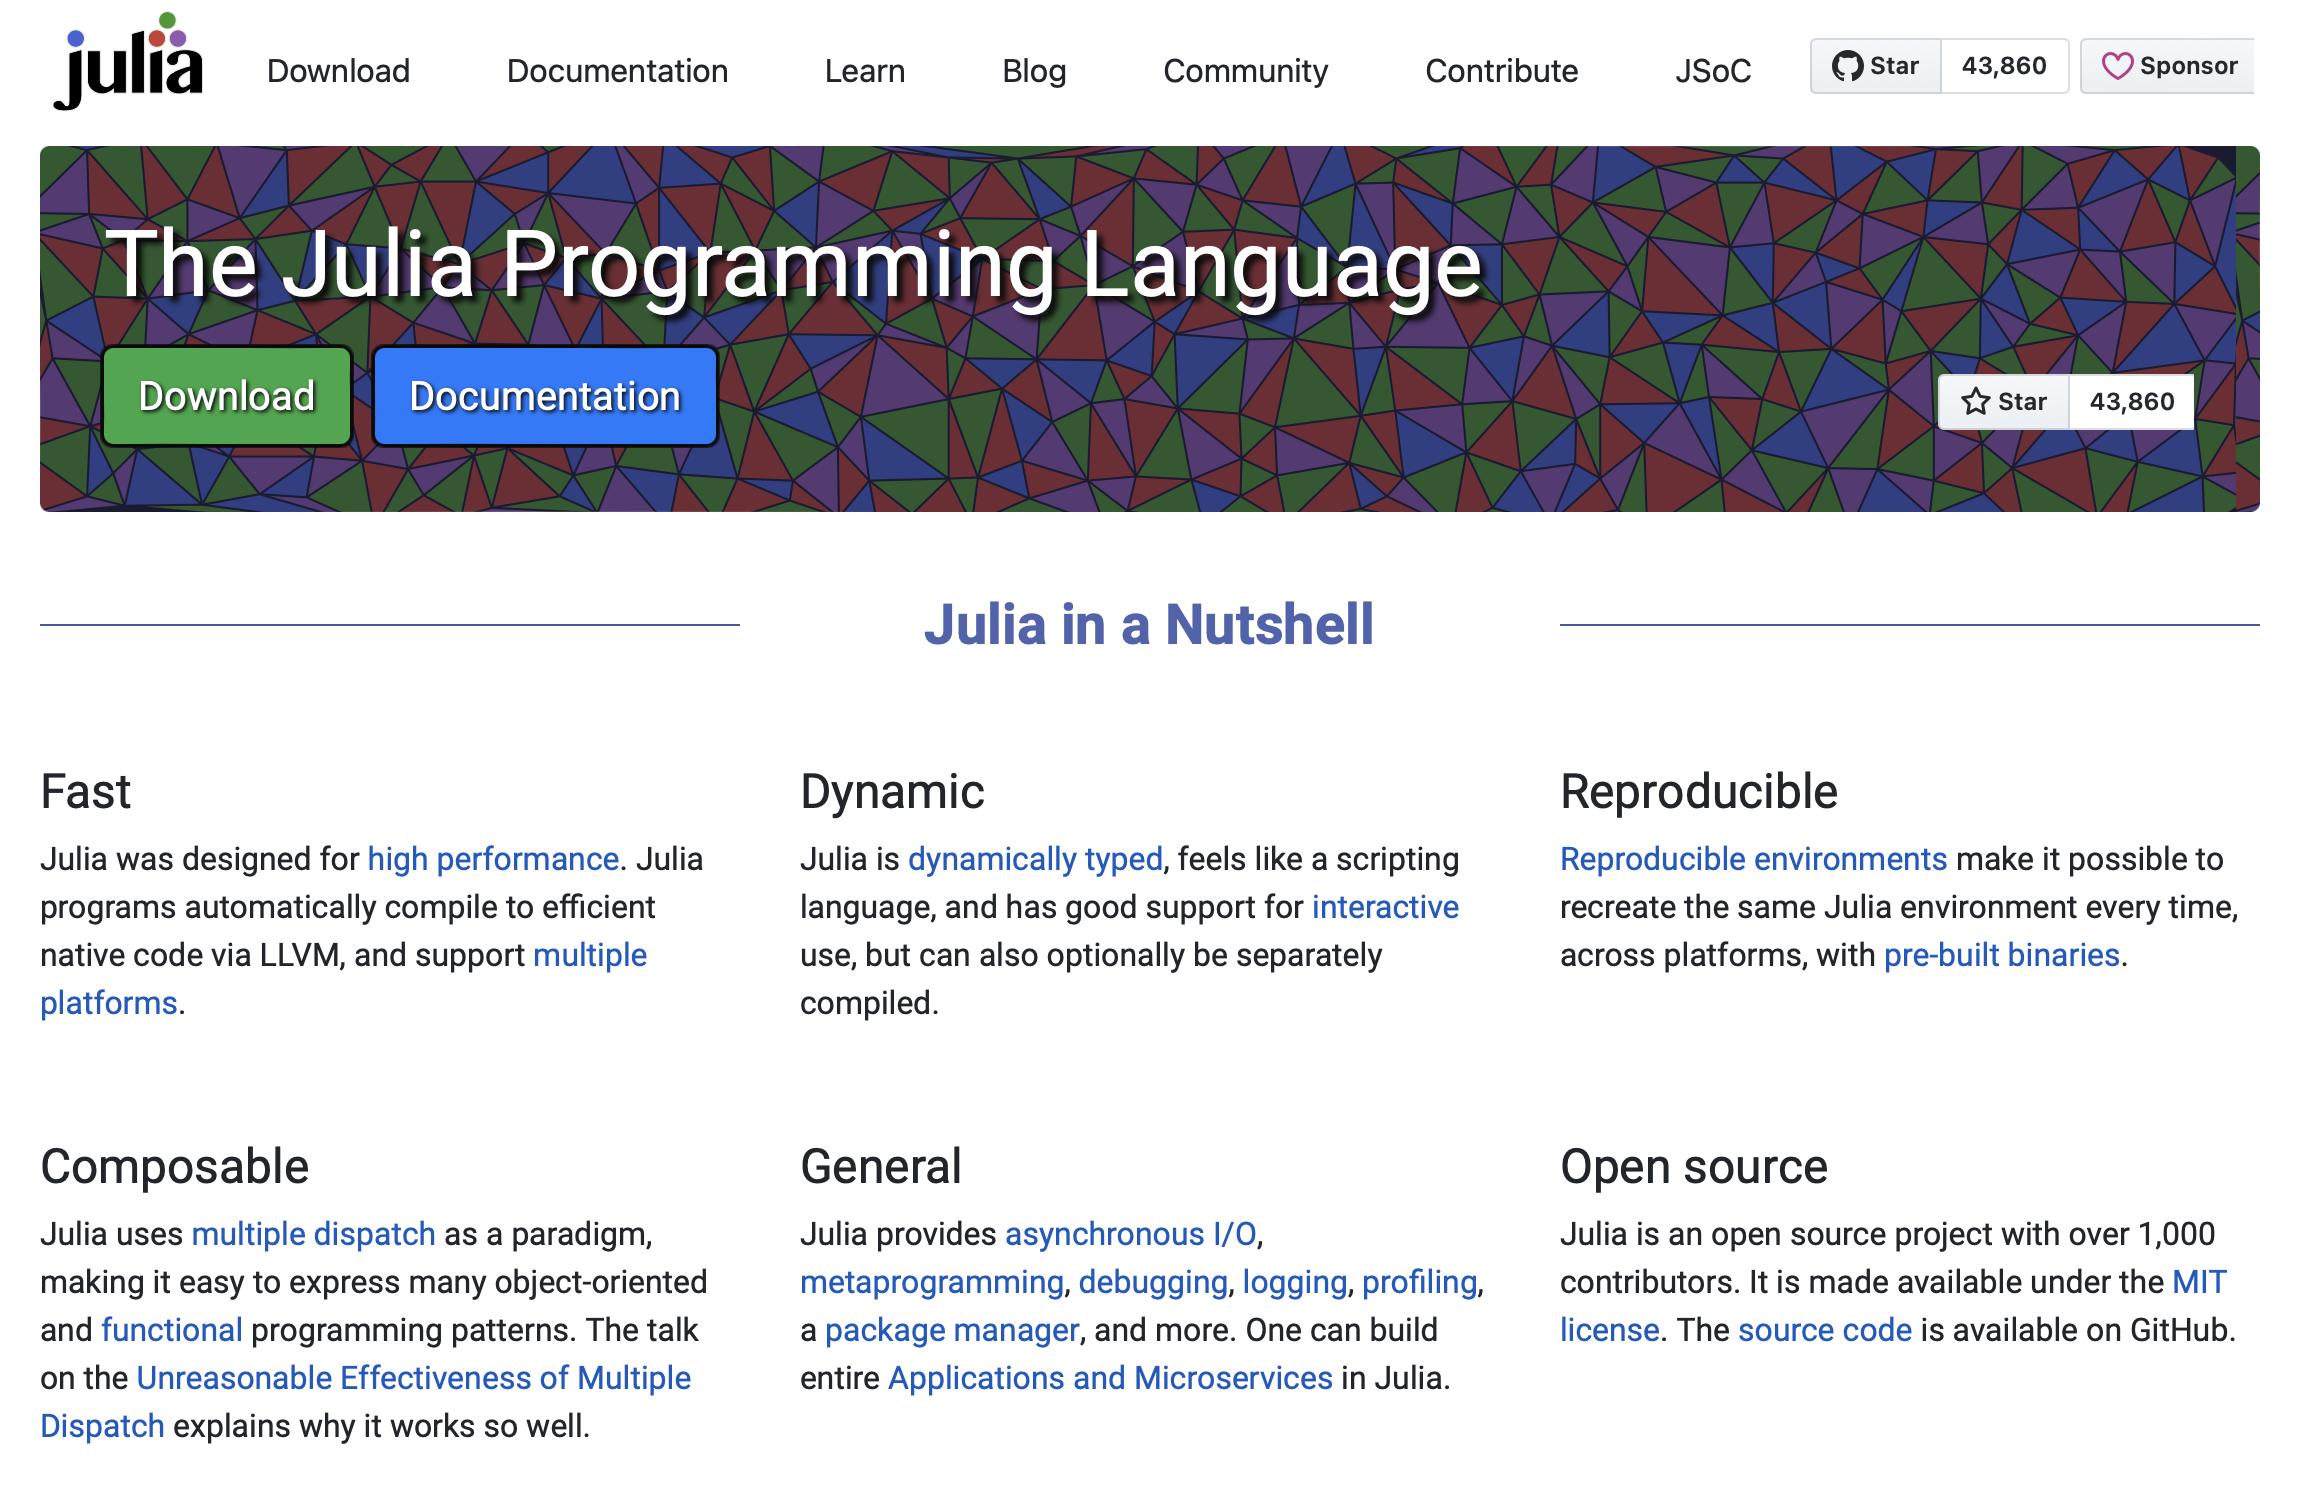 julia
Download
Documentation
Learn
Blog
Community
Contribute
JSoC
Star
43,860
Sponsor
The Julia Programming Language
Download
Documentation
Star
43,860
Julia in a Nutshell
Fast
Julia was designed for high performance. Julia
programs automatically compile to efficient
native code via LLVM, and support multiple
platforms.
Dynamic
Julia is dynamically typed, feels like a scripting
language, and has good support for interactive
use, but can also optionally be separately
compiled.
Reproducible
Reproducible environments make it possible to
recreate the same Julia environment every time,
across platforms, with pre-built binaries.
Composable
Julia uses multiple dispatch as a paradigm,
making it easy to express many object-oriented
and functional programming patterns. The talk
on the Unreasonable Effectiveness of Multiple
Dispatch explains why it works so well.
General
Julia provides asynchronous I/O,
metaprogramming, debugging, logging, profiling,
a package manager, and more. One can build
entire Applications and Microservices in Julia.
Open source
Julia is an open source project with over 1,000
contributors. It is made available under the MIT
license. The source code is available on GitHub.